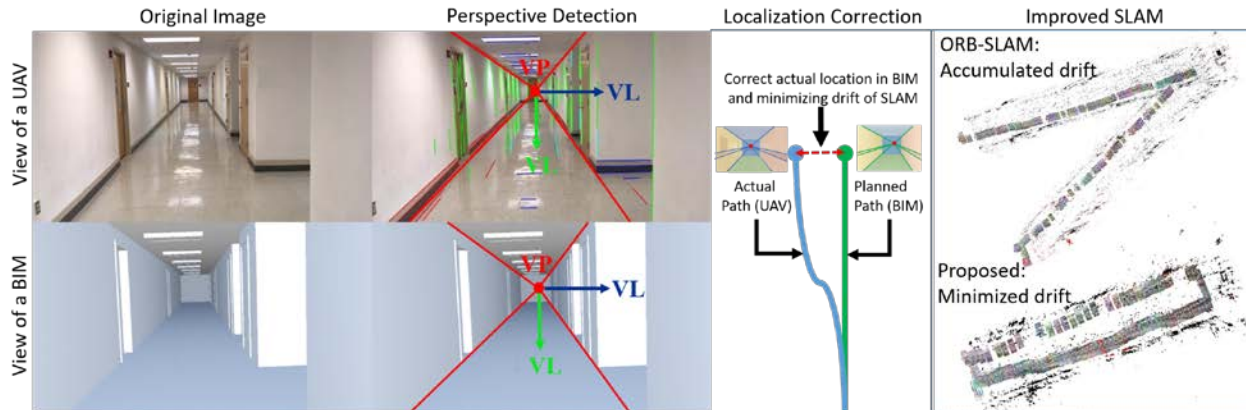 Original Image
Perspective Detection
Localization Correction
Improved SLAM
View of a UAV
VP
VL
VL
Correct actual location in BIM
and minimizing drift of SLAM
Actual
Path (UAV)
Planned
Path (BIM)
ORB-SLAM:
Accumulated drift
View of a BIM
VP
VL
VL
Proposed:
Minimized drift